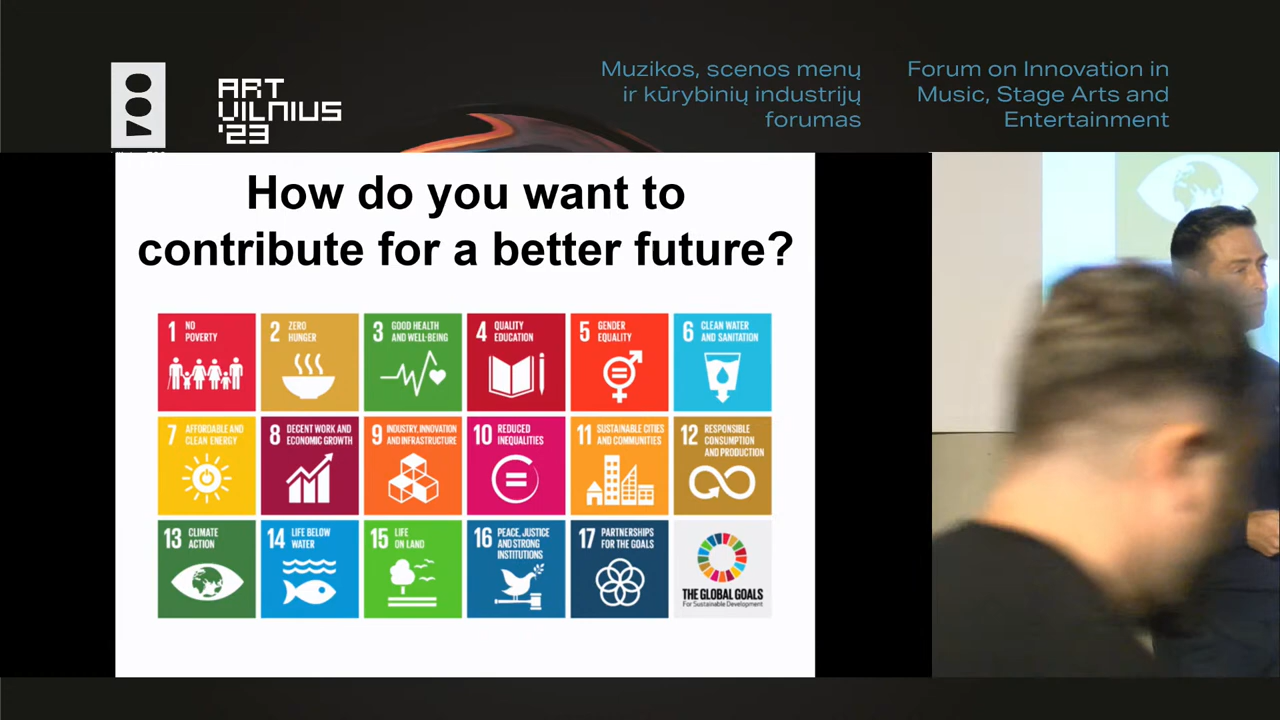 ART
VILNIUS
'23
Muzikos, scenos menų
ir kūrybinių industrijų
forumas
Forum on Innovation in
Music, Stage Arts and
Entertainment
How do you want to
contribute for a better future?
1 NO
POVERTY
2 ZERO
HUNGER
3 GOOD HEALTH
AND WELL-BEING
4 QUALITY
EDUCATION
5 GENDER
EQUALITY
6 CLEAN WATER
AND SANITATION
7 AFFORDABLE AND
CLEAN ENERGY
8 DECENT WORK AND
ECONOMIC GROWTH
9 INDUSTRY, INNOVATION
AND INFRASTRUCTURE
10 REDUCED
INEQUALITIES
11 SUSTAINABLE CITIES
AND COMMUNITIES
12 RESPONSIBLE
CONSUMPTION
AND PRODUCTION
13 CLIMATE
ACTION
14 LIFE BELOW
WATER
15 LIFE
ON LAND
16 PEACE, JUSTICE
AND STRONG
INSTITUTIONS
17 PARTNERSHIPS
FOR THE GOALS
THE GLOBAL GOALS
For Sustainable Development